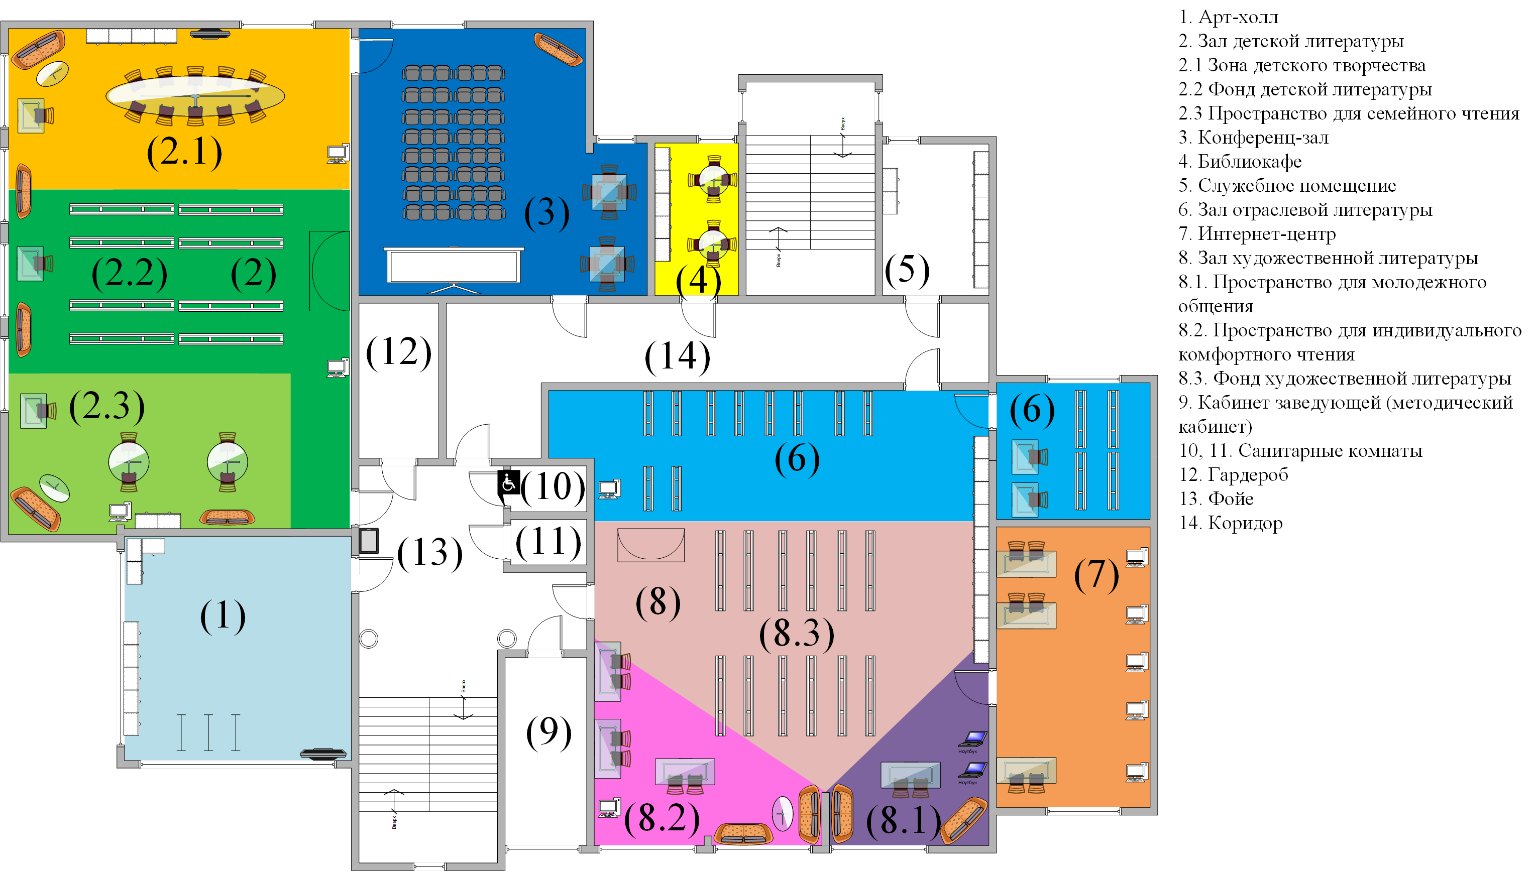 1. Арт-холл
2. Зал детской литературы
2.1 Зона детского творчества
2.2 Фонд детской литературы
2.3 Пространство для семейного чтения
3. Конференц-зал
4. Библиокафе
5. Служебное помещение
6. Зал отраслевой литературы
7. Интернет-центр
8. Зал художественной литературы
8.1. Пространство для молодежного
общения
8.2. Пространство для индивидуального
комфортного чтения
8.3. Фонд художественной литературы
9. Кабинет заведующей (методический
кабинет)
10, 11. Санитарные комнаты
12. Гардероб
13. Фойе
14. Коридор
(2.1)
(3)
(2.2)
(2)
(4)
(5)
(12)
(14)
(2.3)
(6)
(6)
(10)
(11)
(13)
(7)
(1)
(8)
(8.3)
(9)
(8.2)
(8.1)
Вверх
Вверх
Вверх
ноутбук
ноутбук